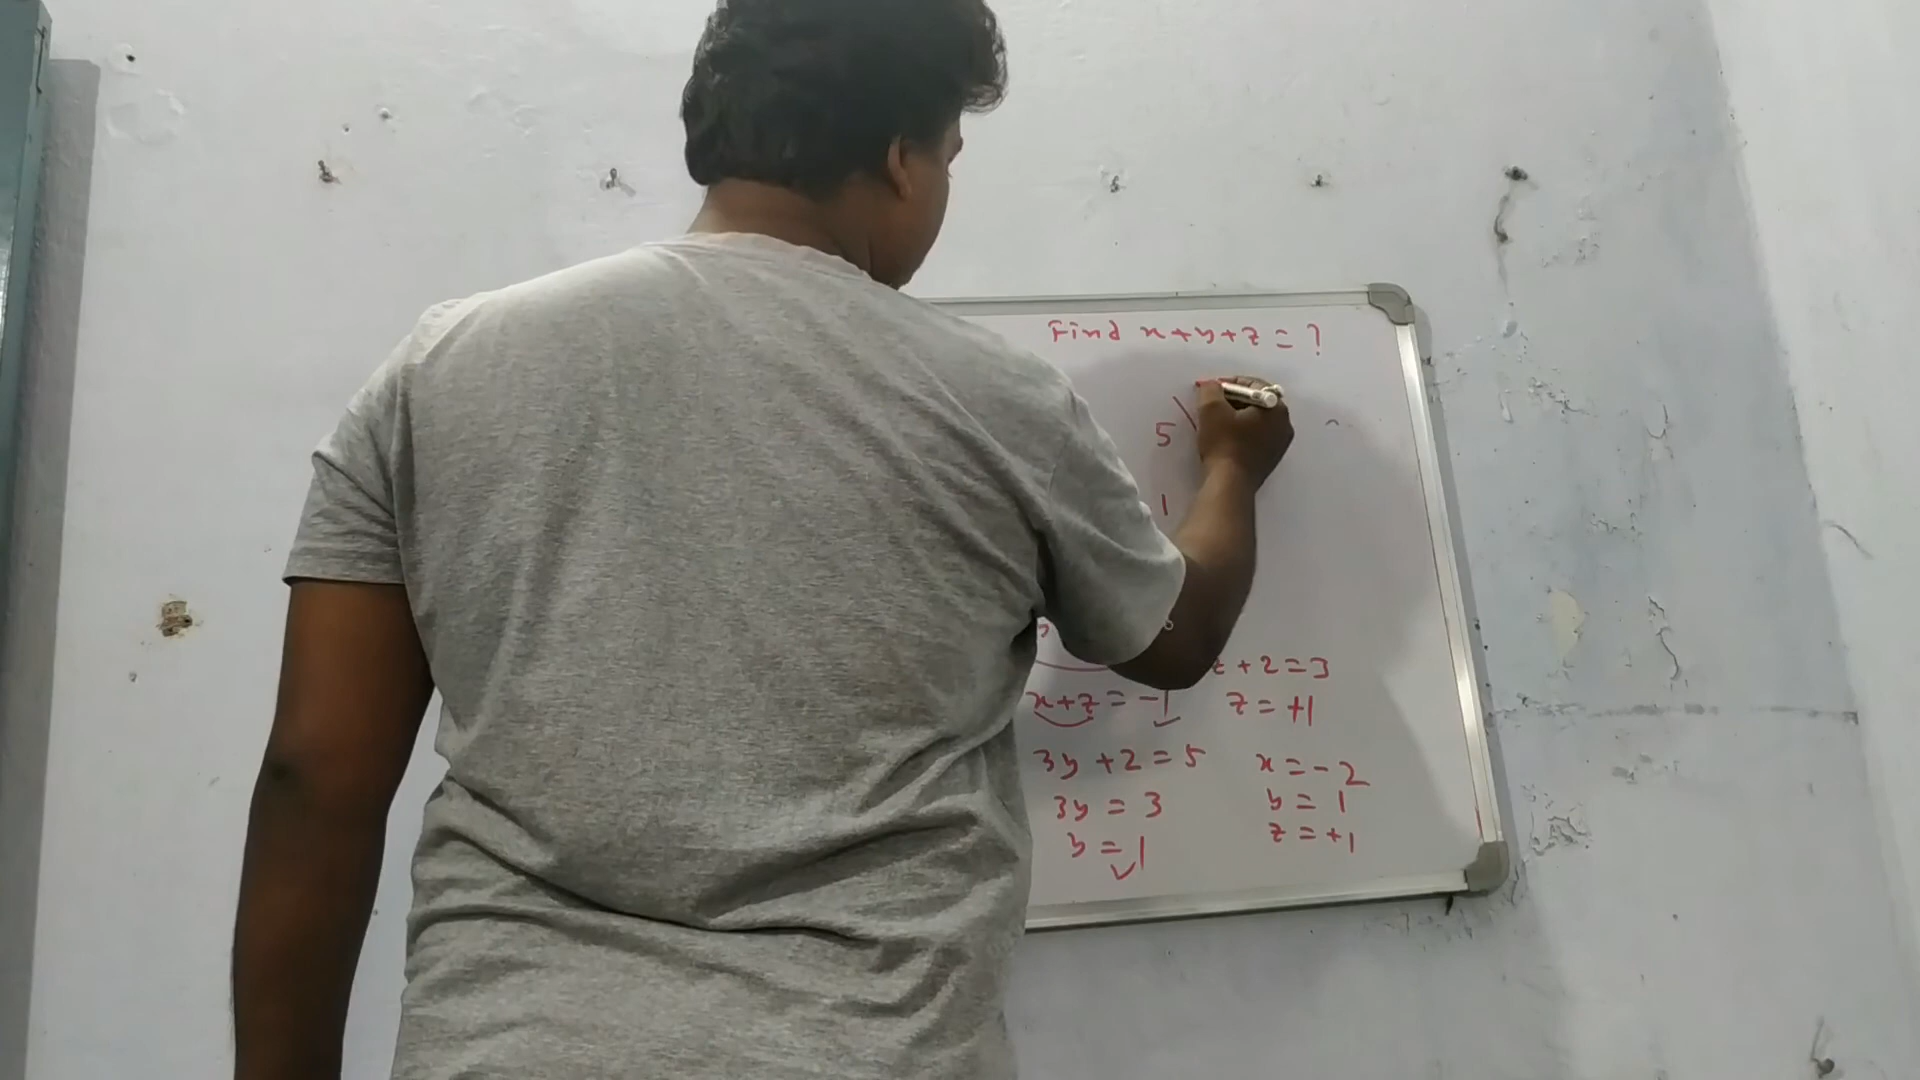 Find x+y+z=?
5
1
z+2=3
x+z=-1
z=+1
3y+2=5
x=-2
3y=3
y=1
z=+1
y=1